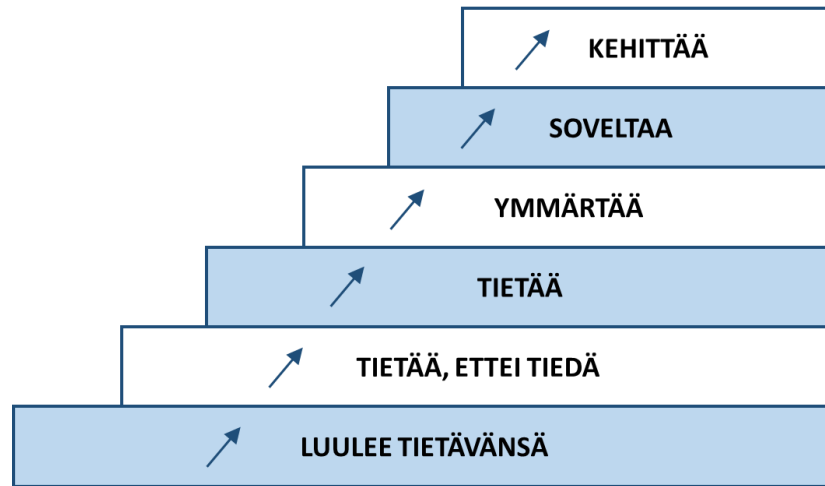 KEHITTÄÄ
SOVELTAA
YMMÄRTÄÄ
TIETÄÄ
TIETÄÄ, ETTEI TIEDÄ
LUULEE TIETÄVÄNSÄ